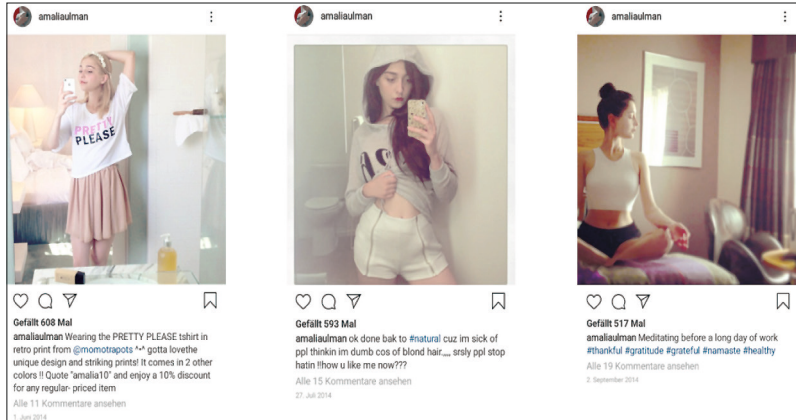 amaliaulman
PRETTY
PLEASE
Gefällt 608 Mal
amaliaulman Wearing the PRETTY PLEASE tshirt in
retro print from @momotrapots ^•^ gotta lovethe
unique design and striking prints! It comes in 2 other
colors !! Quote "amalia10" and enjoy a 10% discount
for any regular- priced item
Alle 11 Kommentare ansehen
1. Juni 2014
amaliaulman
Gefällt 593 Mal
amaliaulman ok done bak to #natural cuz im sick of
ppl thinkin im dumb cos of blond hair,,,, srsly ppl stop
hatin !!how u like me now???
Alle 15 Kommentare ansehen
27. Juli 2014
amaliaulman
Gefällt 517 Mal
amaliaulman Meditating before a long day of work
#thankful #gratitude #grateful #namaste #healthy
Alle 19 Kommentare ansehen
2. September 2014